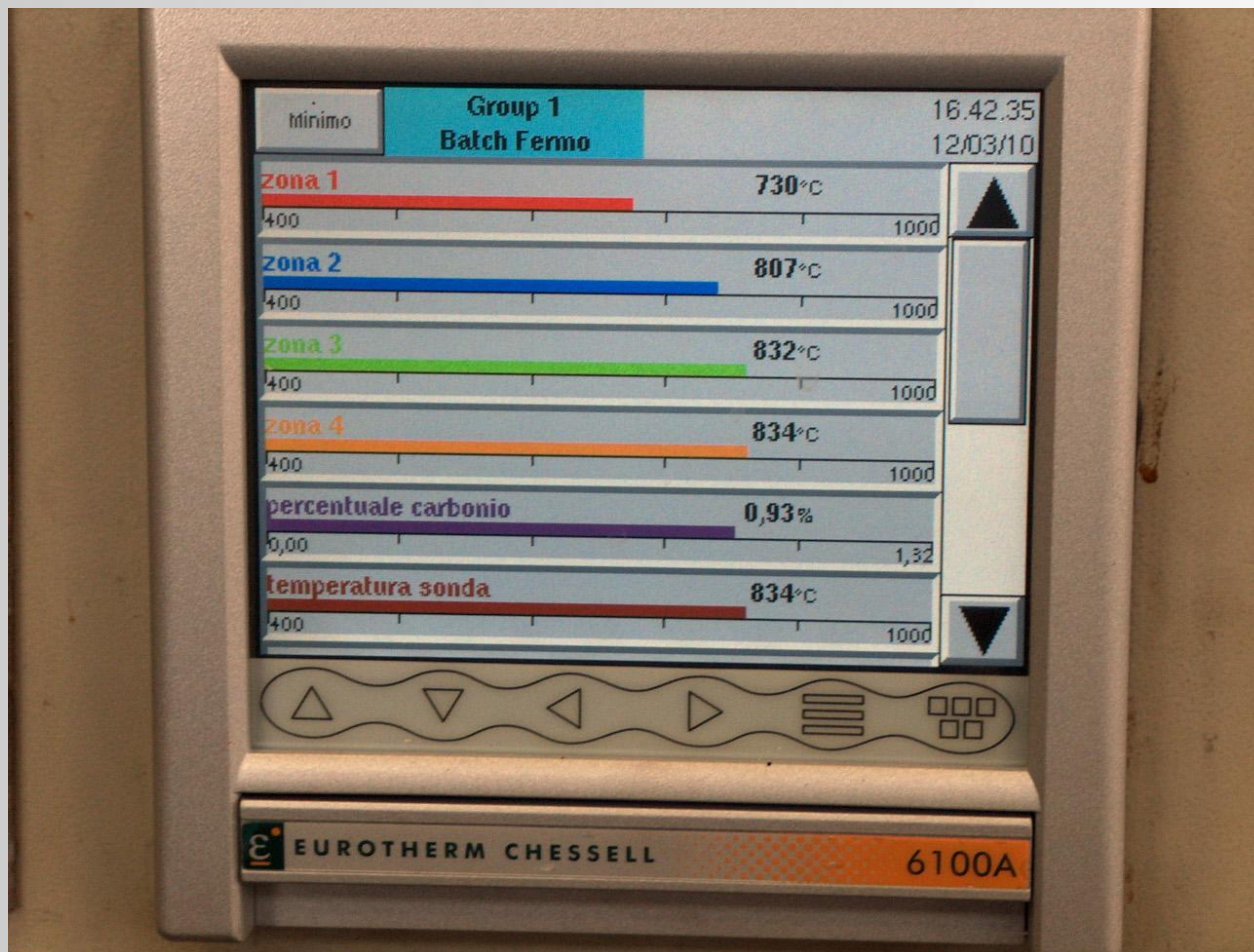 Minimo
Group 1
Batch Fermo
16.42.35
12/03/10
zona 1 730°C
400 1000
zona 2 807°C
400 1000
zona 3 832°C
400 1000
zona 4 834°C
400 1000
percentuale carbonio 0,93%
0,00 1,32
temperatura sonda 834°C
400 1000
EUROTHERM CHESSELL 6100A